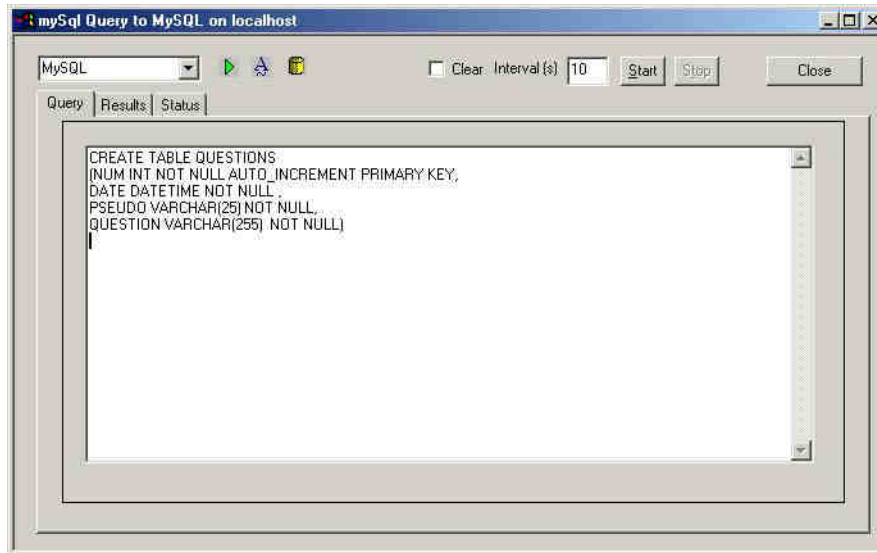 mySql Query to MySQL on localhost
MySQL Clear Interval (s) 10 Start Stop Close
Query Results Status
CREATE TABLE QUESTIONS
(NUM INT NOT NULL AUTO_INCREMENT PRIMARY KEY,
DATE DATETIME NOT NULL ,
PSEUDO VARCHAR(25) NOT NULL,
QUESTION VARCHAR(255) NOT NULL)